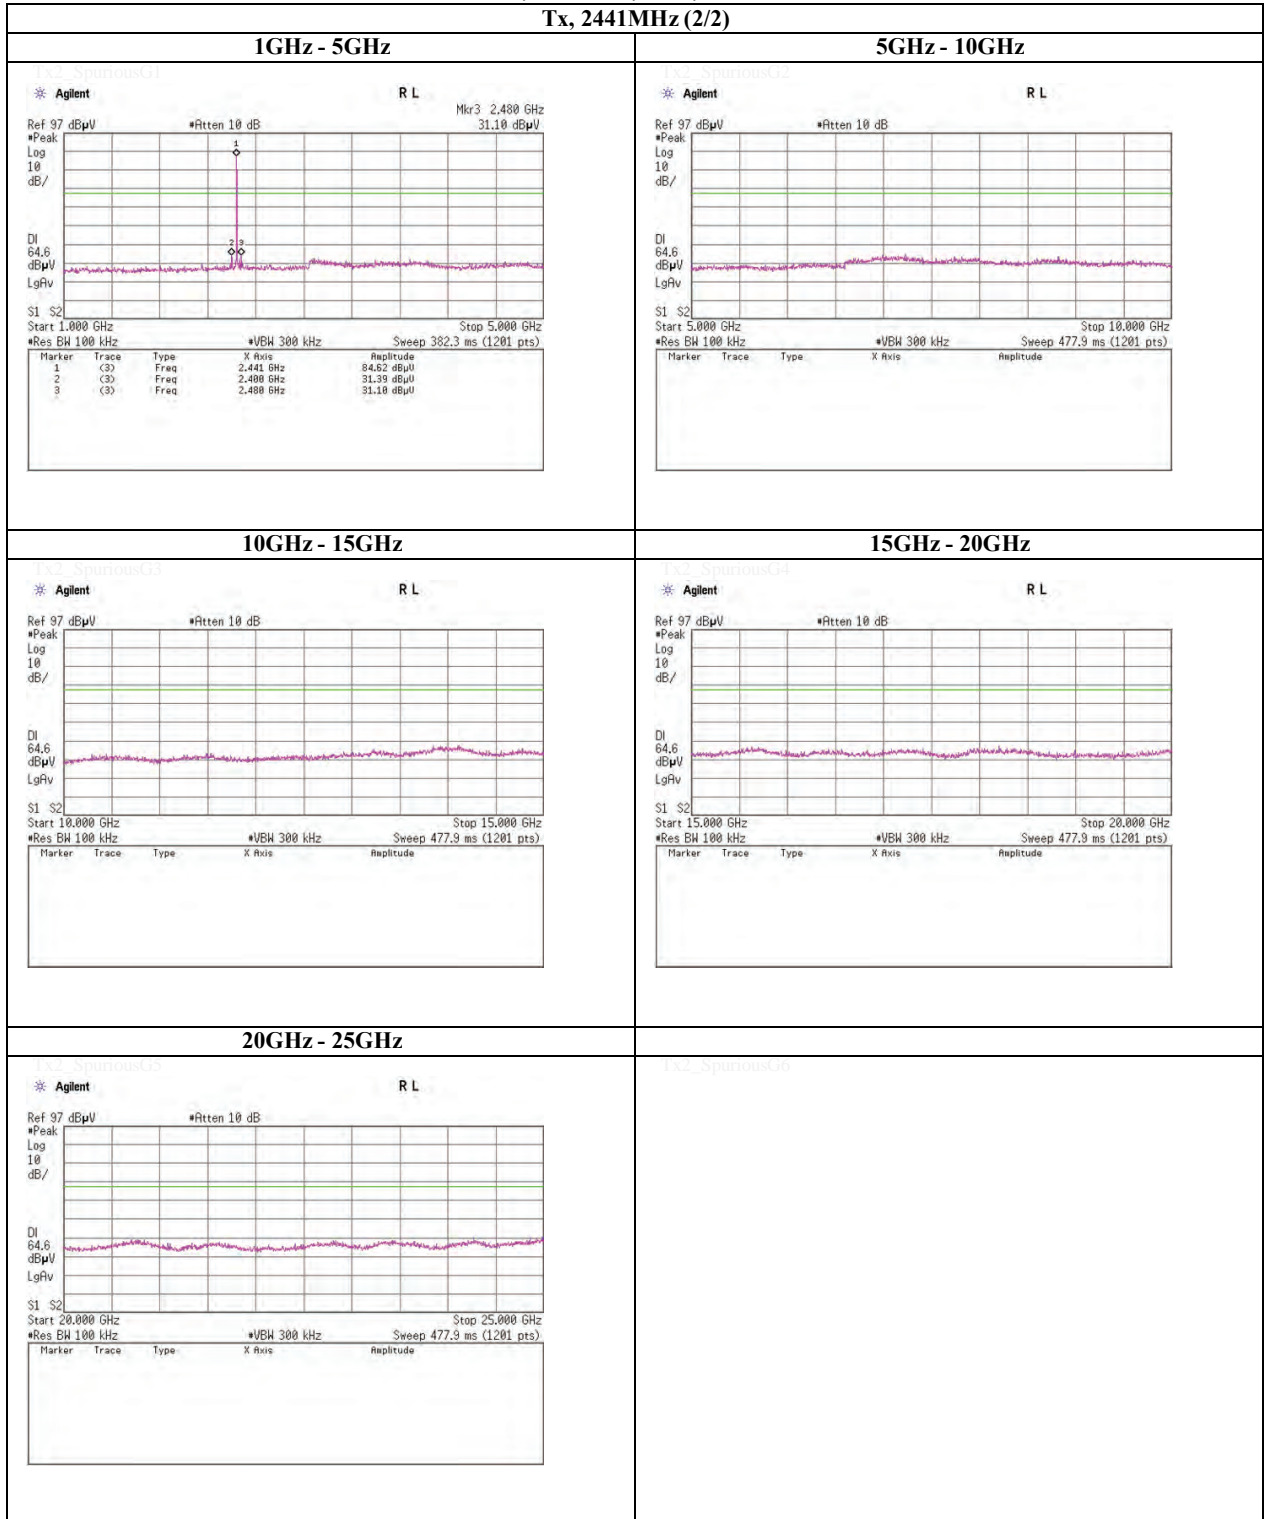 Tx, 2441MHz (2/2)
1GHz - 5GHz
5GHz - 10GHz
Tx2_SpuriousG1
Agilent
R L
Mkr3 2.480 GHz
Ref 97 dBµV
#Atten 10 dB
31.10 dBµV
#Peak
Log
10
dB/
1
2
3
DI
64.6
dBµV
LgAv
S1 S2
Start 1.000 GHz
Stop 5.000 GHz
#Res BW 100 kHz
#VBW 300 kHz
Sweep 382.3 ms (1201 pts)
Marker Trace Type X Axis Amplitude
1 (3) Freq 2.441 GHz 84.62 dBµV
2 (3) Freq 2.400 GHz 31.39 dBµV
3 (3) Freq 2.480 GHz 31.10 dBµV
Tx2_SpuriousG2
Agilent
R L
Ref 97 dBµV
#Atten 10 dB
#Peak
Log
10
dB/
DI
64.6
dBµV
LgAv
S1 S2
Start 5.000 GHz
Stop 10.000 GHz
#Res BW 100 kHz
#VBW 300 kHz
Sweep 477.9 ms (1201 pts)
Marker Trace Type X Axis Amplitude
10GHz - 15GHz
15GHz - 20GHz
Tx2_SpuriousG3
Agilent
R L
Ref 97 dBµV
#Atten 10 dB
#Peak
Log
10
dB/
DI
64.6
dBµV
LgAv
S1 S2
Start 10.000 GHz
Stop 15.000 GHz
#Res BW 100 kHz
#VBW 300 kHz
Sweep 477.9 ms (1201 pts)
Marker Trace Type X Axis Amplitude
Tx2_SpuriousG4
Agilent
R L
Ref 97 dBµV
#Atten 10 dB
#Peak
Log
10
dB/
DI
64.6
dBµV
LgAv
S1 S2
Start 15.000 GHz
Stop 20.000 GHz
#Res BW 100 kHz
#VBW 300 kHz
Sweep 477.9 ms (1201 pts)
Marker Trace Type X Axis Amplitude
20GHz - 25GHz
Tx2_SpuriousG5
Agilent
R L
Ref 97 dBµV
#Atten 10 dB
#Peak
Log
10
dB/
DI
64.6
dBµV
LgAv
S1 S2
Start 20.000 GHz
Stop 25.000 GHz
#Res BW 100 kHz
#VBW 300 kHz
Sweep 477.9 ms (1201 pts)
Marker Trace Type X Axis Amplitude
Tx2_SpuriousG6